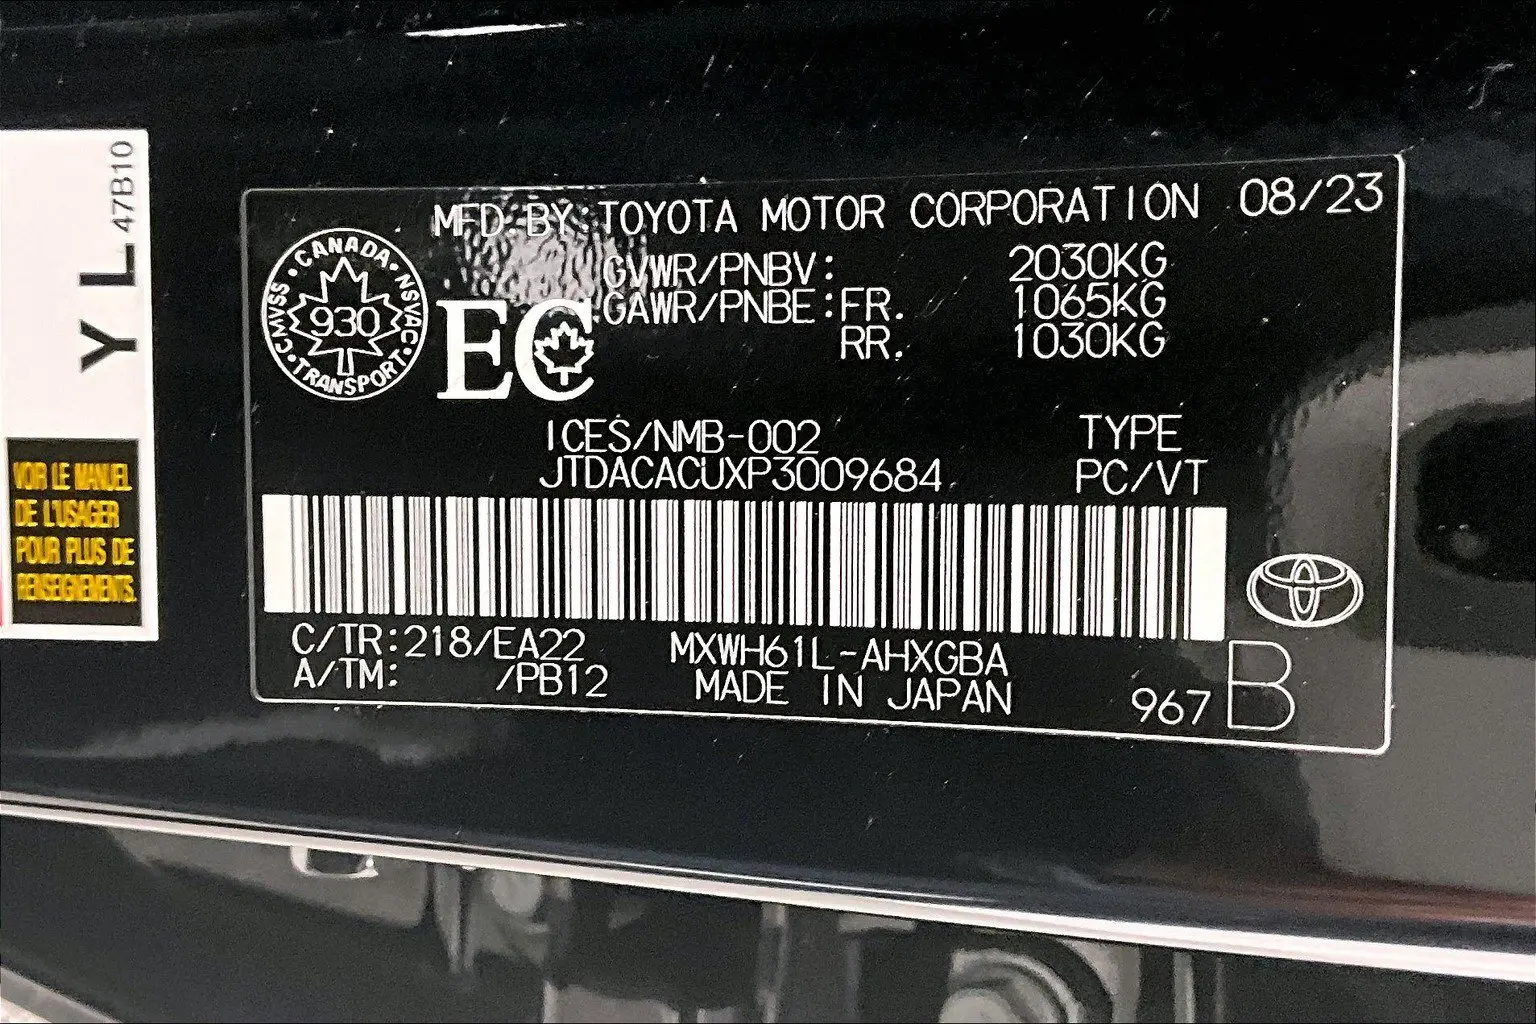 YL 47B10
VOIR LE MANUEL
DE L'USAGER
POUR PLUS DE
RENSEIGNEMENTS.
MFD BY:TOYOTA MOTOR CORPORATION 08/23
GVWR/PNBV: 2030KG
GAWR/PNBE:FR. 1065KG
RR. 1030KG
CANADA · NSVAC · TRANSPORT · CMVSS ·
930
EC
ICES/NMB-002 TYPE
JTDACACUXP3009684 PC/VT
C/TR:218/EA22 MXWH61L-AHXGBA
A/TM: /PB12 MADE IN JAPAN 967 B